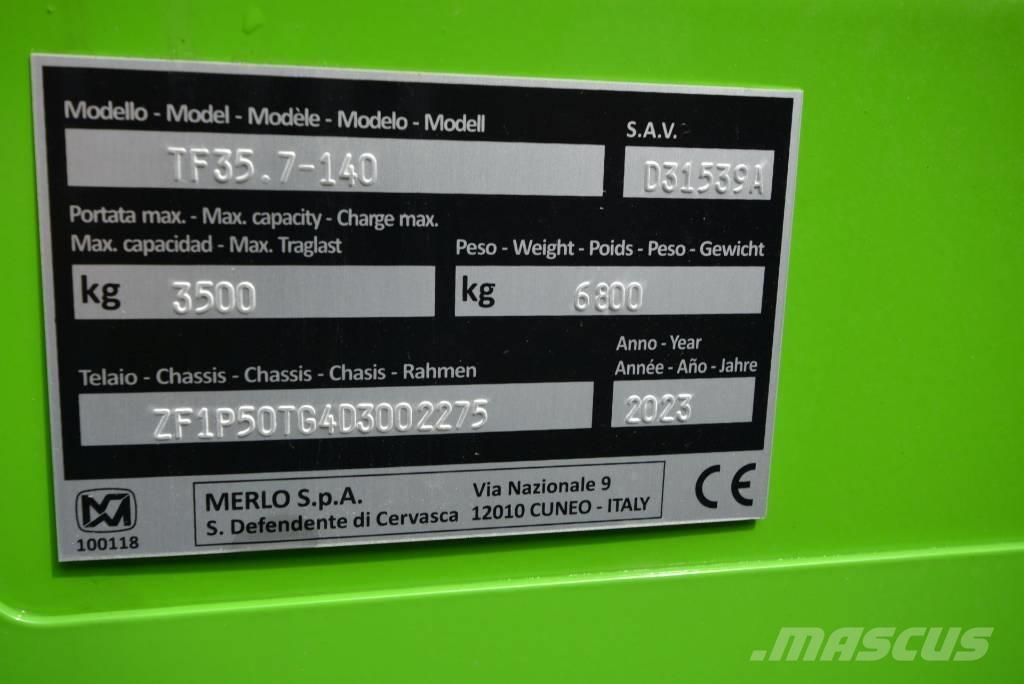 Modello - Model - Modèle - Modelo - Modell
TF35.7-140
S.A.V.
D31539A
Portata max. - Max. capacity - Charge max.
Max. capacidad - Max. Traglast
kg 3500
Peso - Weight - Poids - Peso - Gewicht
kg 6800
Telaio - Chassis - Chassis - Chasis - Rahmen
ZF1P50TG4D3002275
Anno - Year
Année - Año - Jahre
2023
100118
MERLO S.p.A.
S. Defendente di Cervasca
Via Nazionale 9
12010 CUNEO - ITALY
CE
.MASCUS